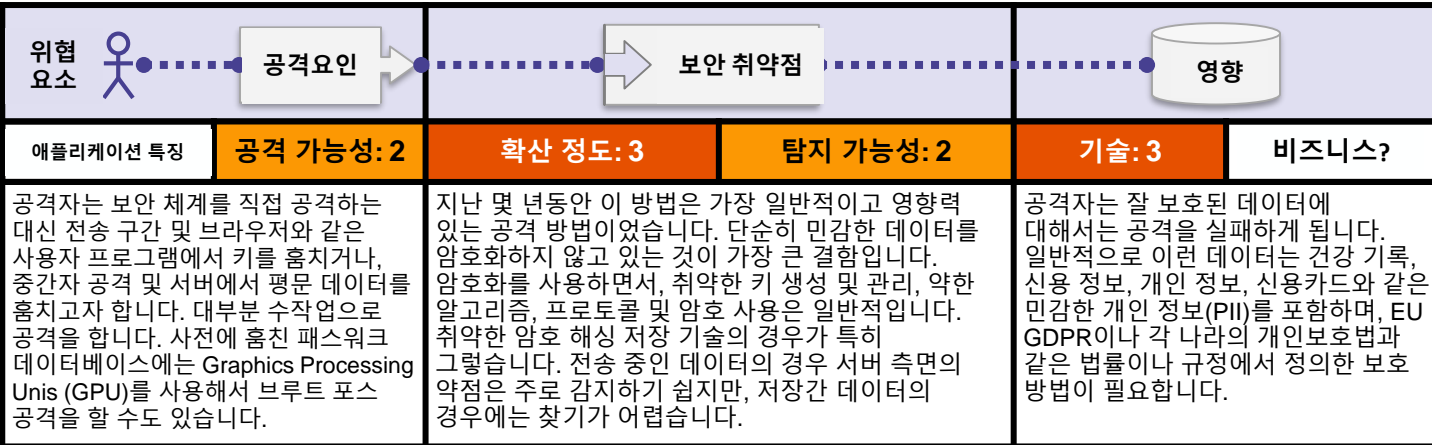 위협
요소
공격요인
보안 취약점
영향
애플리케이션 특징
공격 가능성: 2
확산 정도: 3
탐지 가능성: 2
기술: 3
비즈니스?
공격자는 보안 체계를 직접 공격하는
대신 전송 구간 및 브라우저와 같은
사용자 프로그램에서 키를 훔치거나,
중간자 공격 및 서버에서 평문 데이터를
훔치고자 합니다. 대부분 수작업으로
공격을 합니다. 사전에 훔친 패스워크
데이터베이스에는 Graphics Processing
Unis (GPU)를 사용해서 브루트 포스
공격을 할 수도 있습니다.
지난 몇 년동안 이 방법은 가장 일반적이고 영향력
있는 공격 방법이었습니다. 단순히 민감한 데이터를
암호화하지 않고 있는 것이 가장 큰 결함입니다.
암호화를 사용하면서, 취약한 키 생성 및 관리, 약한
알고리즘, 프로토콜 및 암호 사용은 일반적입니다.
취약한 암호 해싱 저장 기술의 경우가 특히
그렇습니다. 전송 중인 데이터의 경우 서버 측면의
약점은 주로 감지하기 쉽지만, 저장간 데이터의
경우에는 찾기가 어렵습니다.
공격자는 잘 보호된 데이터에
대해서는 공격을 실패하게 됩니다.
일반적으로 이런 데이터는 건강 기록,
신용 정보, 개인 정보, 신용카드와 같은
민감한 개인 정보(PII)를 포함하며, EU
GDPR이나 각 나라의 개인보호법과
같은 법률이나 규정에서 정의한 보호
방법이 필요합니다.